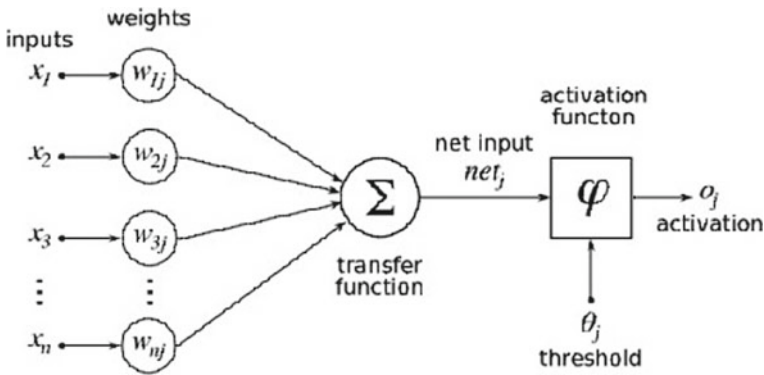 weights
inputs
x₁
w₁ⱼ
activation
functon
x₂
w₂ⱼ
net input
netⱼ
Σ
φ
oⱼ
activation
x₃
w₃ⱼ
transfer
function
⋮
⋮
xₙ
wₙⱼ
θⱼ
threshold